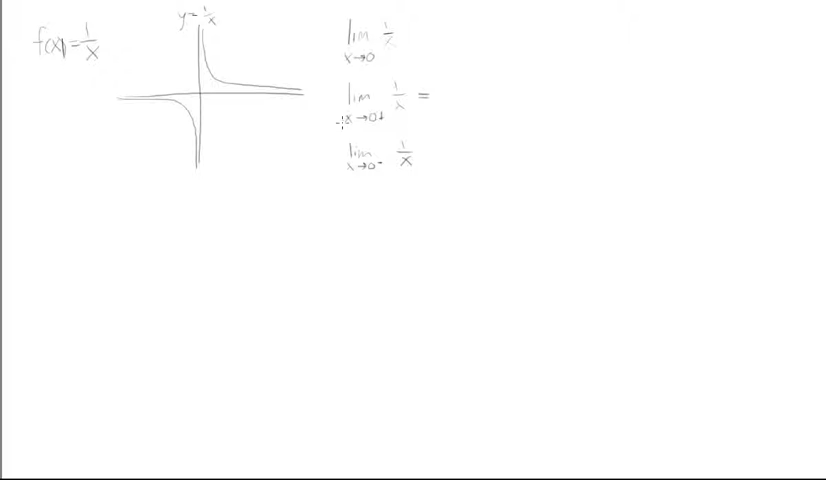 f(x)=1/x
y=1/x
lim x→0 1/x
lim x→0+ 1/x =
lim x→0- 1/x